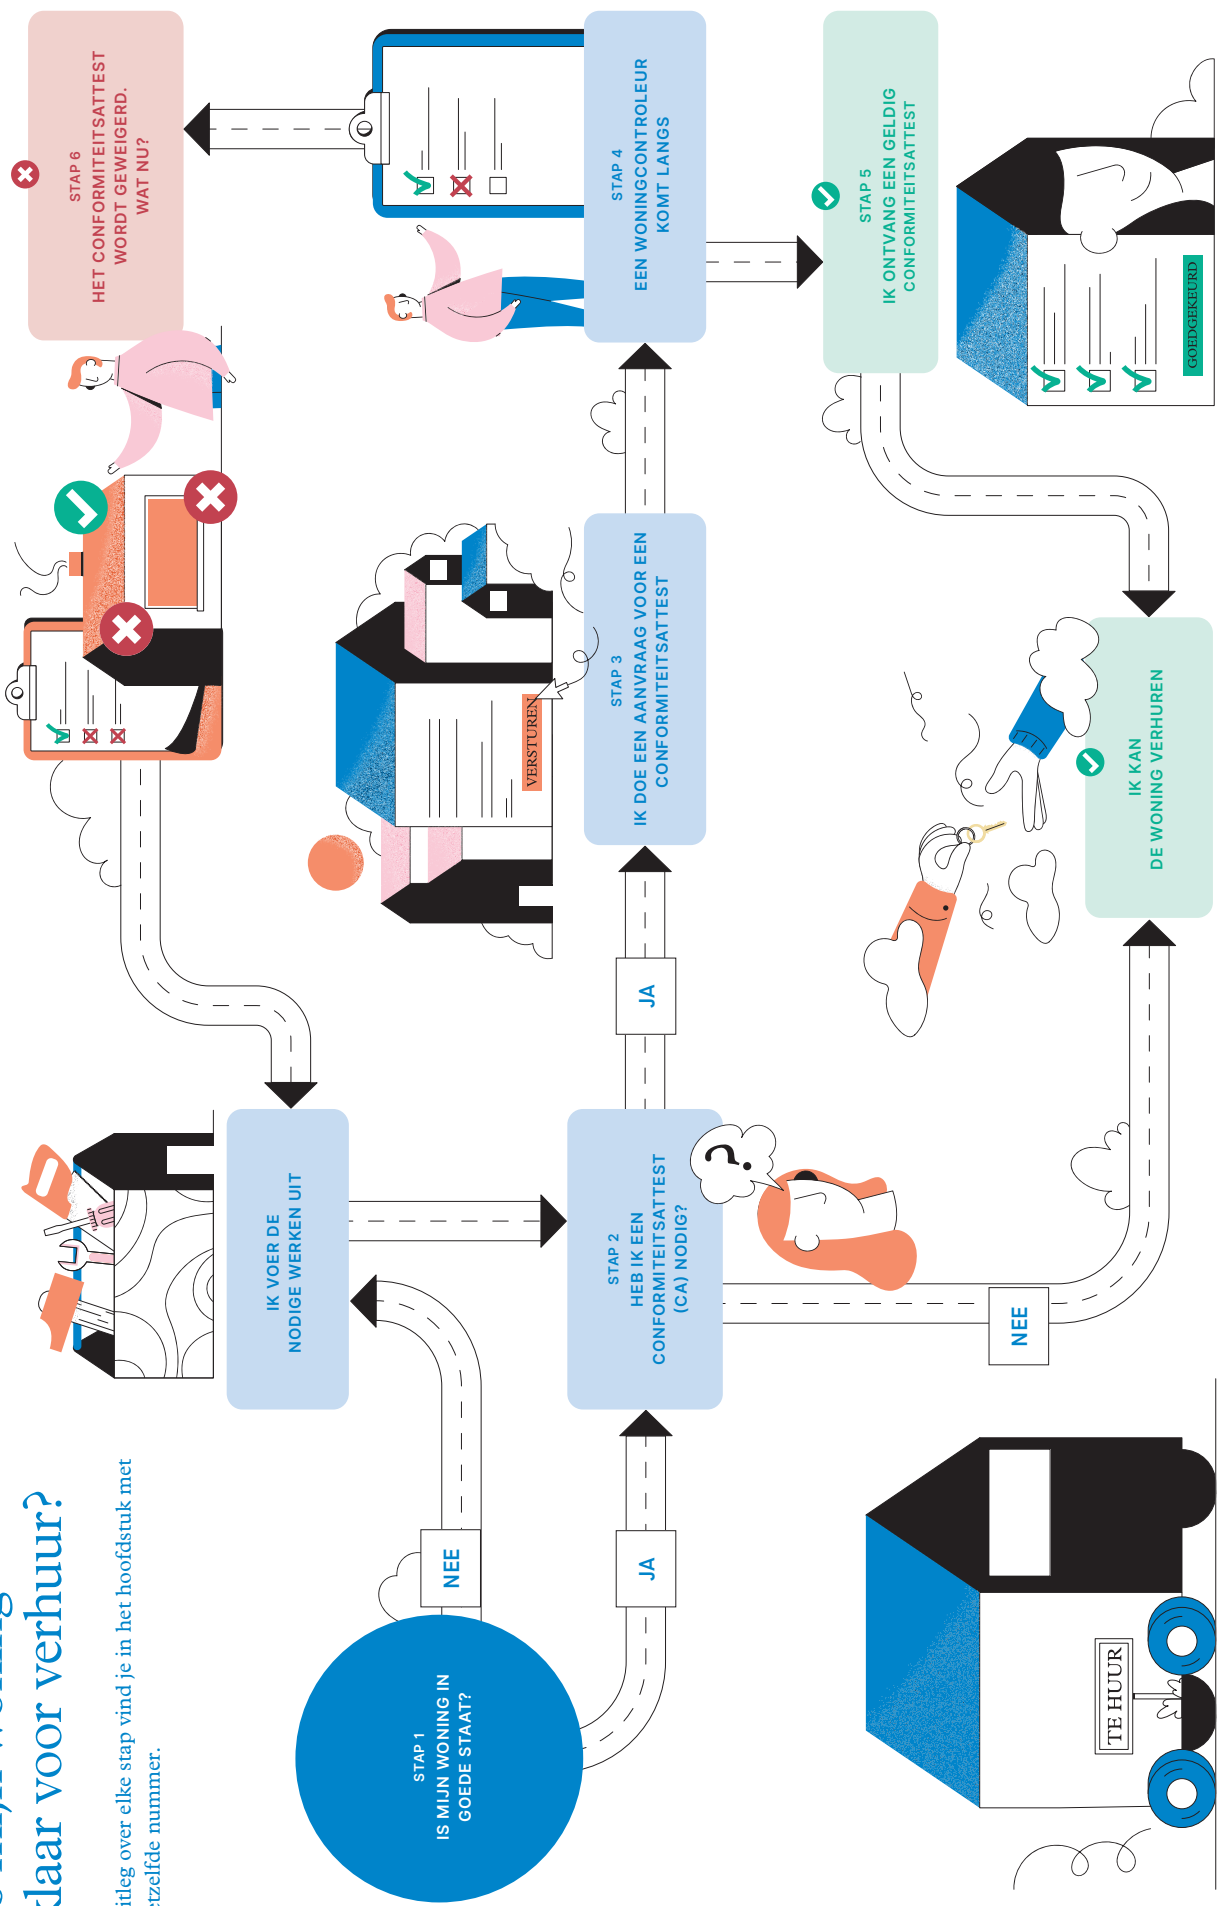 klaar voor verhuur?
over elke stap vind je in het hoofdstuk met
nummer.
STAP 1
IS MIJN WONING IN
GOEDE STAAT?
NEE
JA
IK VOER DE
NODIGE WERKEN UIT
STAP 2
HEB IK EEN
CONFORMITEITSATTEST
(CA) NODIG?
JA
NEE
STAP 3
IK DOE EEN AANVRAAG VOOR EEN
CONFORMITEITSATTEST
VERSTUREN
STAP 4
EEN WONINGCONTROLEUR
KOMT LANGS
STAP 5
IK ONTVANG EEN GELDIG
CONFORMITEITSATTEST
GOEDGEKEURD
STAP 6
HET CONFORMITEITSATTEST
WORDT GEWEIGERD.
WAT NU?
IK KAN
DE WONING VERHUREN
TE HUUR